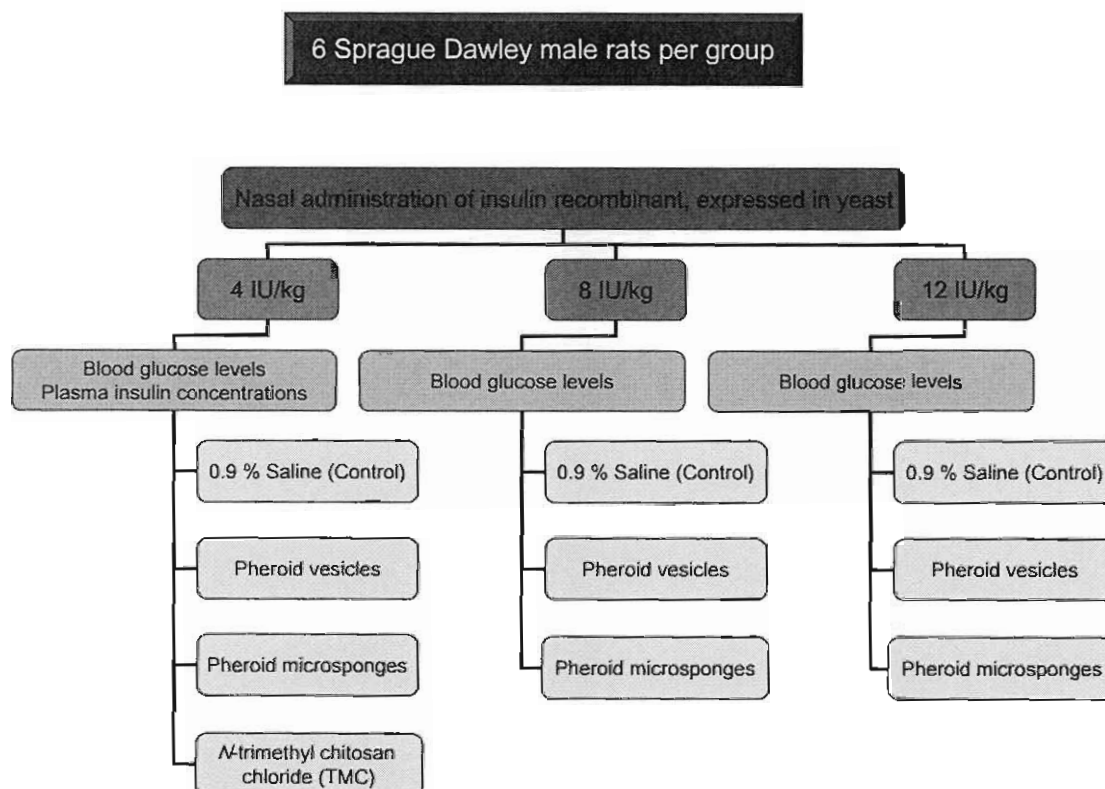 6 Sprague Dawley male rats per group
Nasal administration of insulin recombinant, expressed in yeast
4 IU/kg
8 IU/kg
12 IU/kg
Blood glucose levels
Plasma insulin concentrations
Blood glucose levels
Blood glucose levels
0.9 % Saline (Control)
0.9 % Saline (Control)
0.9 % Saline (Control)
Pheroid vesicles
Pheroid vesicles
Pheroid vesicles
Pheroid microsponges
Pheroid microsponges
Pheroid microsponges
N-trimethyl chitosan
chloride (TMC)